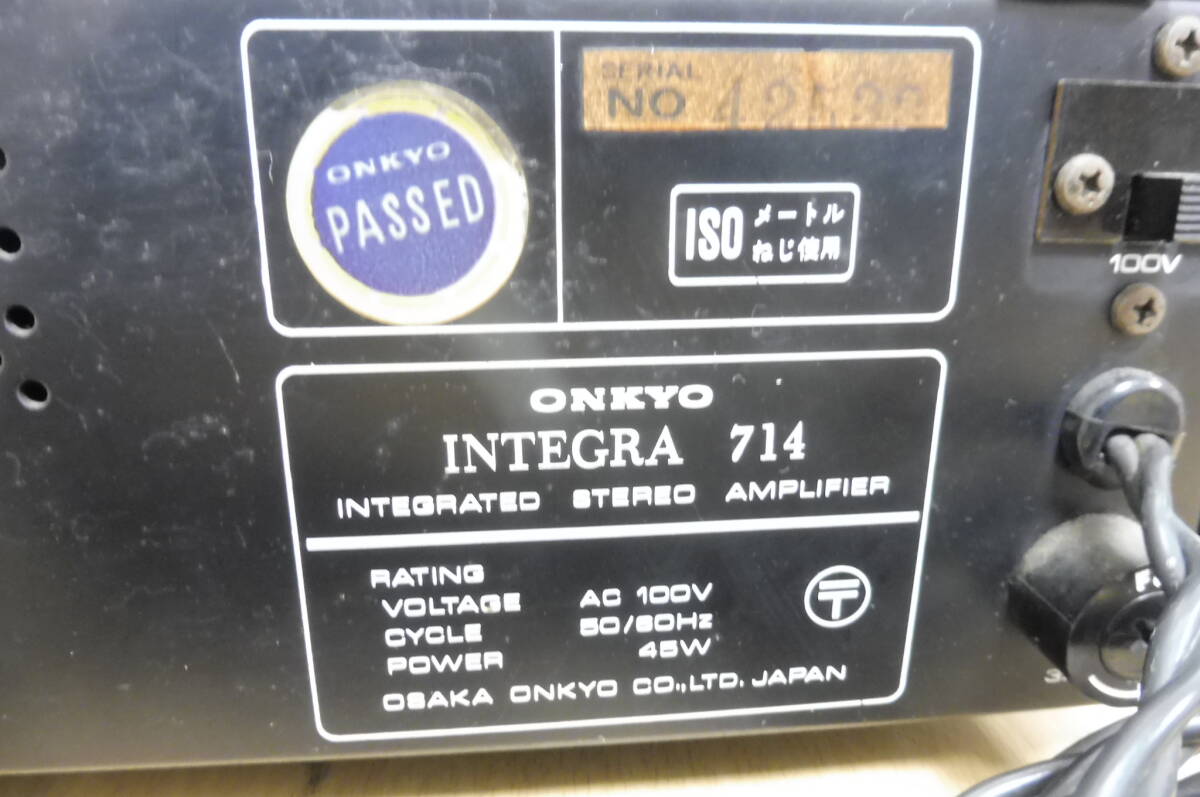 ONKYO
PASSED
SERIAL
NO
ISO メートル
ねじ使用
100V
ONKYO
INTEGRA 714
INTEGRATED STEREO AMPLIFIER
RATING
VOLTAGE AC 100V
CYCLE 50/60Hz
POWER 45W
OSAKA ONKYO CO.,LTD. JAPAN